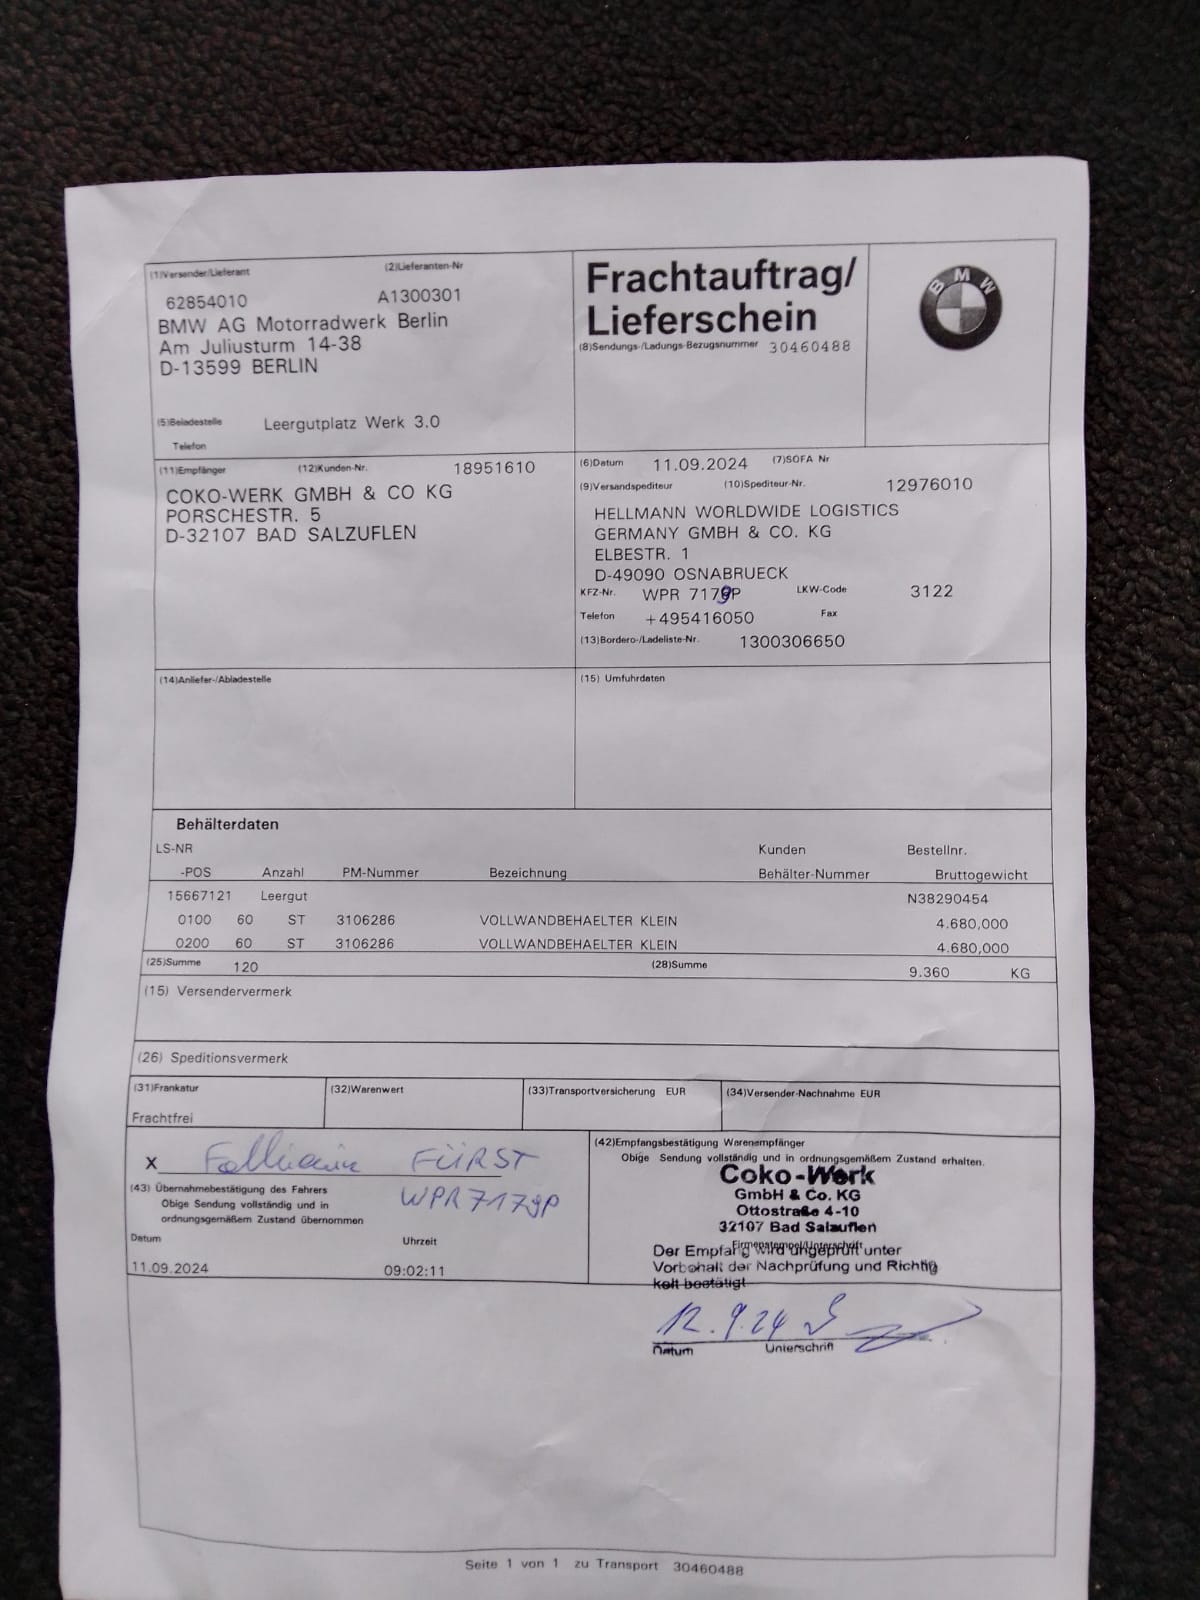 (1)Versender/Lieferant (2)Lieferanten-Nr
62854010 A1300301
BMW AG Motorradwerk Berlin
Am Juliusturm 14-38
D-13599 BERLIN
(5)Beladestelle Leergutplatz Werk 3.0
Telefon
Frachtauftrag/
Lieferschein
(8)Sendungs-/Ladungs-Bezugsnummer 30460488
BMW
(11)Empfänger (12)Kunden-Nr. 18951610
COKO-WERK GMBH & CO KG
PORSCHESTR. 5
D-32107 BAD SALZUFLEN
(6)Datum 11.09.2024 (7)SOFA Nr
(9)Versandspediteur (10)Spediteur-Nr. 12976010
HELLMANN WORLDWIDE LOGISTICS
GERMANY GMBH & CO. KG
ELBESTR. 1
D-49090 OSNABRUECK
KFZ-Nr. WPR 7179P LKW-Code 3122
Telefon +495416050 Fax
(13)Bordero-/Ladeliste-Nr. 1300306650
(14)Anliefer-/Abladestelle
(15) Umfuhrdaten
Behälterdaten
LS-NR Kunden Bestellnr.
-POS Anzahl PM-Nummer Bezeichnung Behälter-Nummer Bruttogewicht
15667121 Leergut N38290454
0100 60 ST 3106286 VOLLWANDBEHAELTER KLEIN 4.680,000
0200 60 ST 3106286 VOLLWANDBEHAELTER KLEIN 4.680,000
(25)Summe 120 (28)Summe 9.360 KG
(15) Versendervermerk
(26) Speditionsvermerk
(31)Frankatur (32)Warenwert (33)Transportversicherung EUR (34)Versender-Nachnahme EUR
Frachtfrei
X FÜRST
WPR7179P
(43) Übernahmebestätigung des Fahrers
Obige Sendung vollständig und in
ordnungsgemäßem Zustand übernommen
Datum Uhrzeit
11.09.2024 09:02:11
(42)Empfangsbestätigung Warenempfänger
Obige Sendung vollständig und in ordnungsgemäßem Zustand erhalten.
Coko-Werk
GmbH & Co. KG
Ottostraße 4-10
32107 Bad Salzuflen
Firmenstempel/Unterschrift
Der Empfang wird ungeprüft unter
Vorbehalt der Nachprüfung und Richtig
keit bestätigt
12.9.24
Datum Unterschrift
Seite 1 von 1 zu Transport 30460488